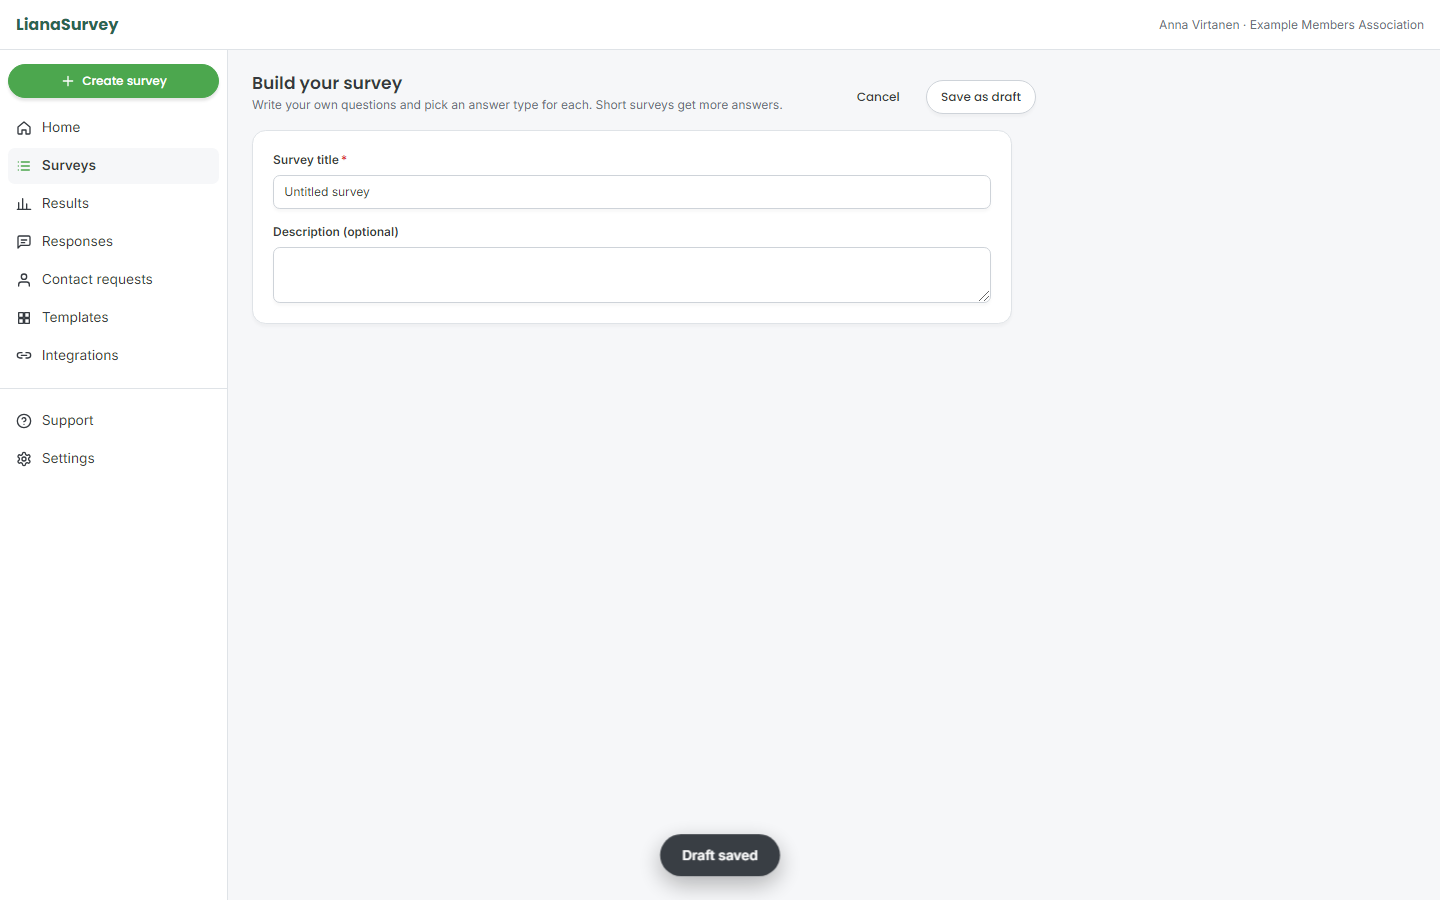 LianaSurvey
Anna Virtanen · Example Members Association
Create survey
Home
Surveys
Results
Responses
Contact requests
Templates
Integrations
Support
Settings
Build your survey
Write your own questions and pick an answer type for each. Short surveys get more answers.
Cancel
Save as draft
Survey title *
Untitled survey
Description (optional)
Draft saved